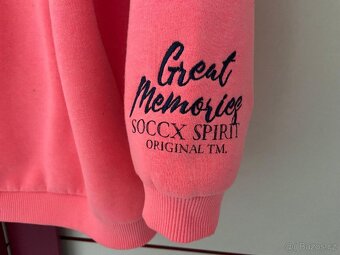 Great
Memories
SOCCX SPIRIT
ORIGINAL TM.